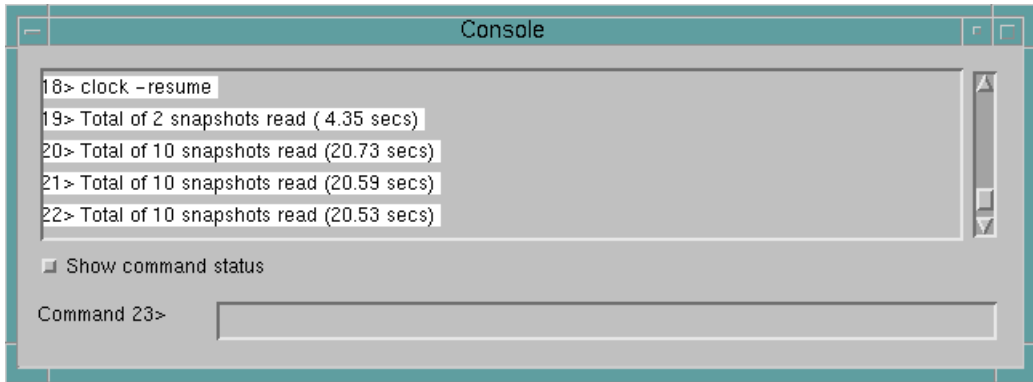 Console
18> clock -resume
19> Total of 2 snapshots read ( 4.35 secs)
20> Total of 10 snapshots read (20.73 secs)
21> Total of 10 snapshots read (20.59 secs)
22> Total of 10 snapshots read (20.53 secs)
Show command status
Command 23>